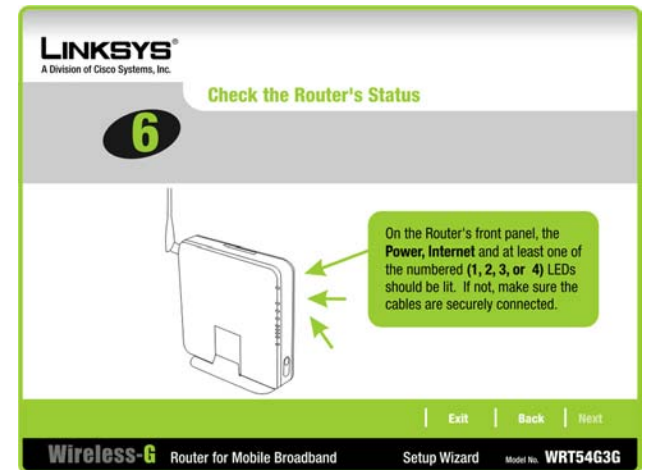 LINKSYS®
A Division of Cisco Systems, Inc.
Check the Router's Status
6
On the Router's front panel, the
Power, Internet and at least one of
the numbered (1, 2, 3, or 4) LEDs
should be lit. If not, make sure the
cables are securely connected.
Exit Back Next
Wireless-G Router for Mobile Broadband Setup Wizard Model No. WRT54G3G